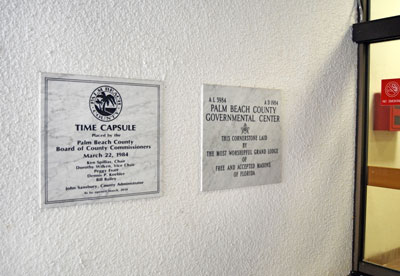 PALM BEACH
COUNTY
TIME CAPSULE
Placed by the
Palm Beach County
Board of County Commissioners
March 22, 1984
Ken Spillias, Chair
Dorothy Wilken, Vice Chair
Peggy Evatt
Dennis P. Koehler
Bill Bailey
John Sansbury, County Administrator
A.L. 5984 A.D. 1984
PALM BEACH COUNTY
GOVERNMENTAL CENTER
THIS CORNERSTONE LAID
BY
THE MOST WORSHIPFUL GRAND LODGE
OF
FREE AND ACCEPTED MASONS
OF FLORIDA